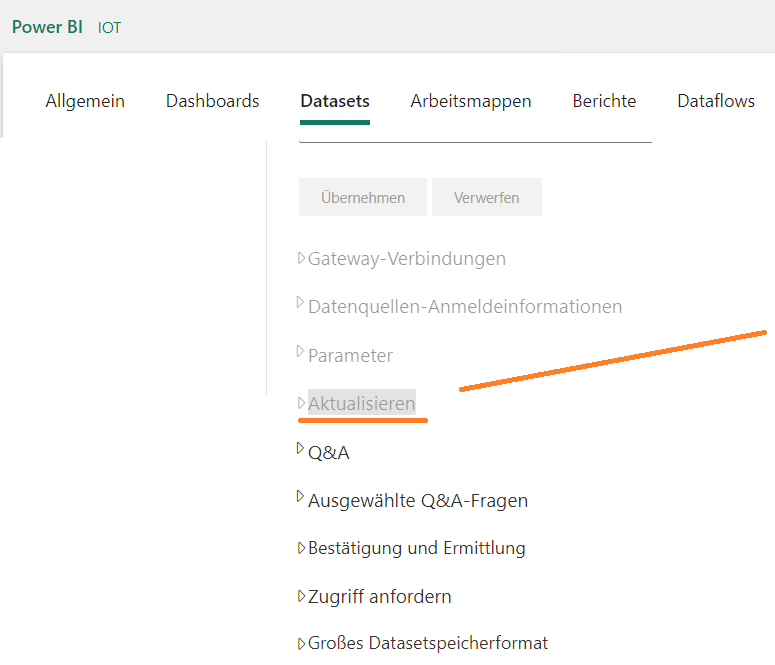 Power BI IOT
Allgemein Dashboards Datasets Arbeitsmappen Berichte Dataflows
Übernehmen Verwerfen
Gateway-Verbindungen
Datenquellen-Anmeldeinformationen
Parameter
Aktualisieren
Q&A
Ausgewählte Q&A-Fragen
Bestätigung und Ermittlung
Zugriff anfordern
Großes Datasetspeicherformat